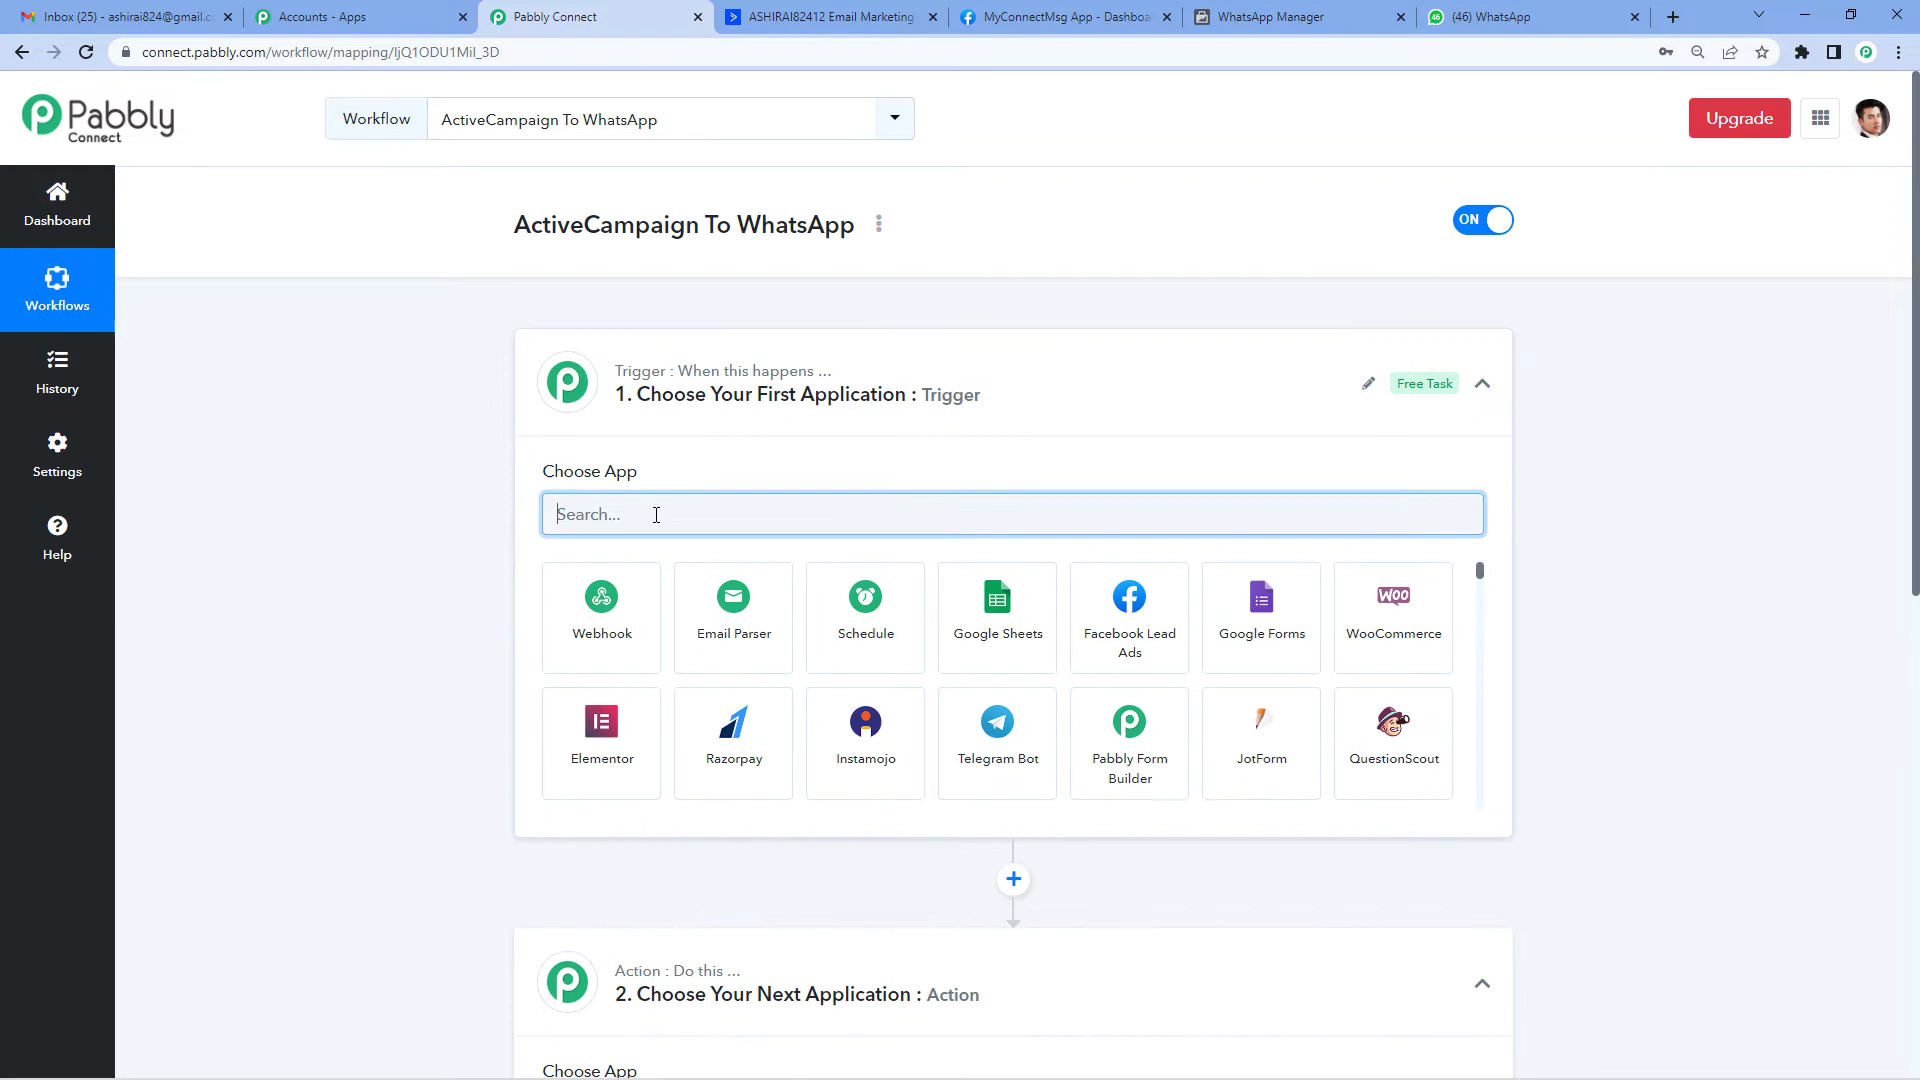 Inbox (25) - ashirai824@gmail.c
Accounts - Apps
Pabbly Connect
ASHIRAI82412 Email Marketing
MyConnectMsg App - Dashboa
WhatsApp Manager
(46) WhatsApp
connect.pabbly.com/workflow/mapping/IjQ1ODU1MiI_3D
Pabbly
Connect
Workflow
ActiveCampaign To WhatsApp
Upgrade
Dashboard
Workflows
History
Settings
Help
ActiveCampaign To WhatsApp
ON
Trigger : When this happens ...
1. Choose Your First Application : Trigger
Free Task
Choose App
Search...
Webhook
Email Parser
Schedule
Google Sheets
Facebook Lead
Ads
Google Forms
WOO
WooCommerce
Elementor
Razorpay
Instamojo
Telegram Bot
Pabbly Form
Builder
JotForm
QuestionScout
Action : Do this ...
2. Choose Your Next Application : Action
Choose App